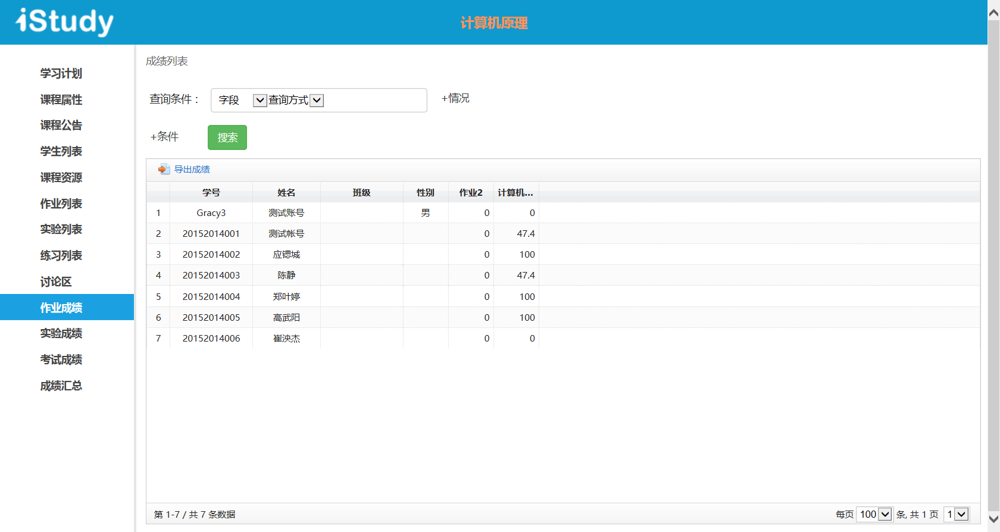 iStudy
计算机原理
学习计划
课程属性
课程公告
学生列表
课程资源
作业列表
实验列表
练习列表
讨论区
作业成绩
实验成绩
考试成绩
成绩汇总
成绩列表
查询条件： 字段 查询方式 +情况
+条件 搜索
导出成绩
学号 姓名 班级 性别 作业2 计算机...
1 Gracy3 测试账号 男 0 0
2 20152014001 测试帐号 0 47.4
3 20152014002 应锶城 0 100
4 20152014003 陈静 0 47.4
5 20152014004 郑叶婷 0 100
6 20152014005 高武阳 0 100
7 20152014006 崔泱杰 0 0
第 1-7 / 共 7 条数据 每页 100 条, 共 1 页 1